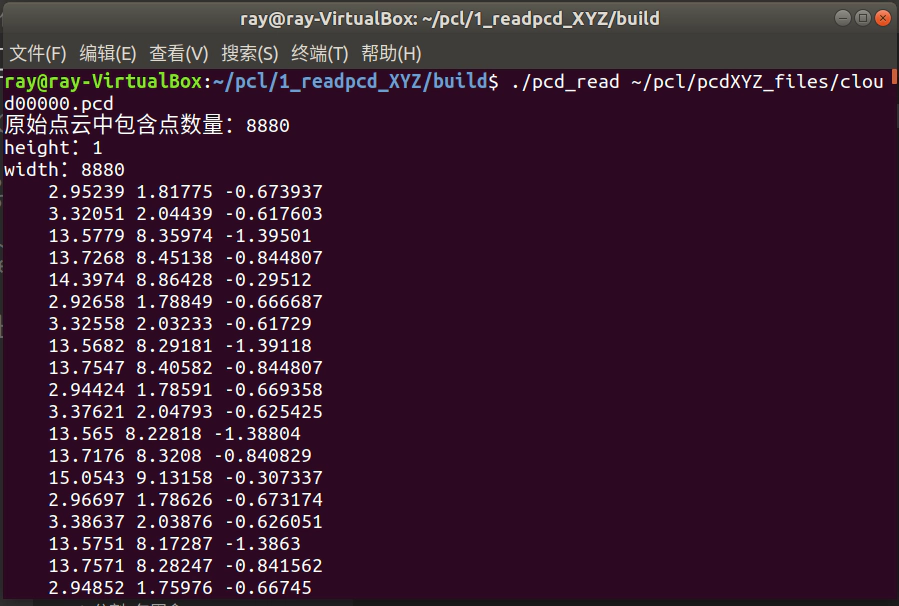 ray@ray-VirtualBox: ~/pcl/1_readpcd_XYZ/build
文件(F) 编辑(E) 查看(V) 搜索(S) 终端(T) 帮助(H)
ray@ray-VirtualBox:~/pcl/1_readpcd_XYZ/build$ ./pcd_read ~/pcl/pcdXYZ_files/clou
d00000.pcd
原始点云中包含点数量：8880
height：1
width：8880
2.95239 1.81775 -0.673937
3.32051 2.04439 -0.617603
13.5779 8.35974 -1.39501
13.7268 8.45138 -0.844807
14.3974 8.86428 -0.29512
2.92658 1.78849 -0.666687
3.32558 2.03233 -0.61729
13.5682 8.29181 -1.39118
13.7547 8.40582 -0.844807
2.94424 1.78591 -0.669358
3.37621 2.04793 -0.625425
13.565 8.22818 -1.38804
13.7176 8.3208 -0.840829
15.0543 9.13158 -0.307337
2.96697 1.78626 -0.673174
3.38637 2.03876 -0.626051
13.5751 8.17287 -1.3863
13.7571 8.28247 -0.841562
2.94852 1.75976 -0.66745